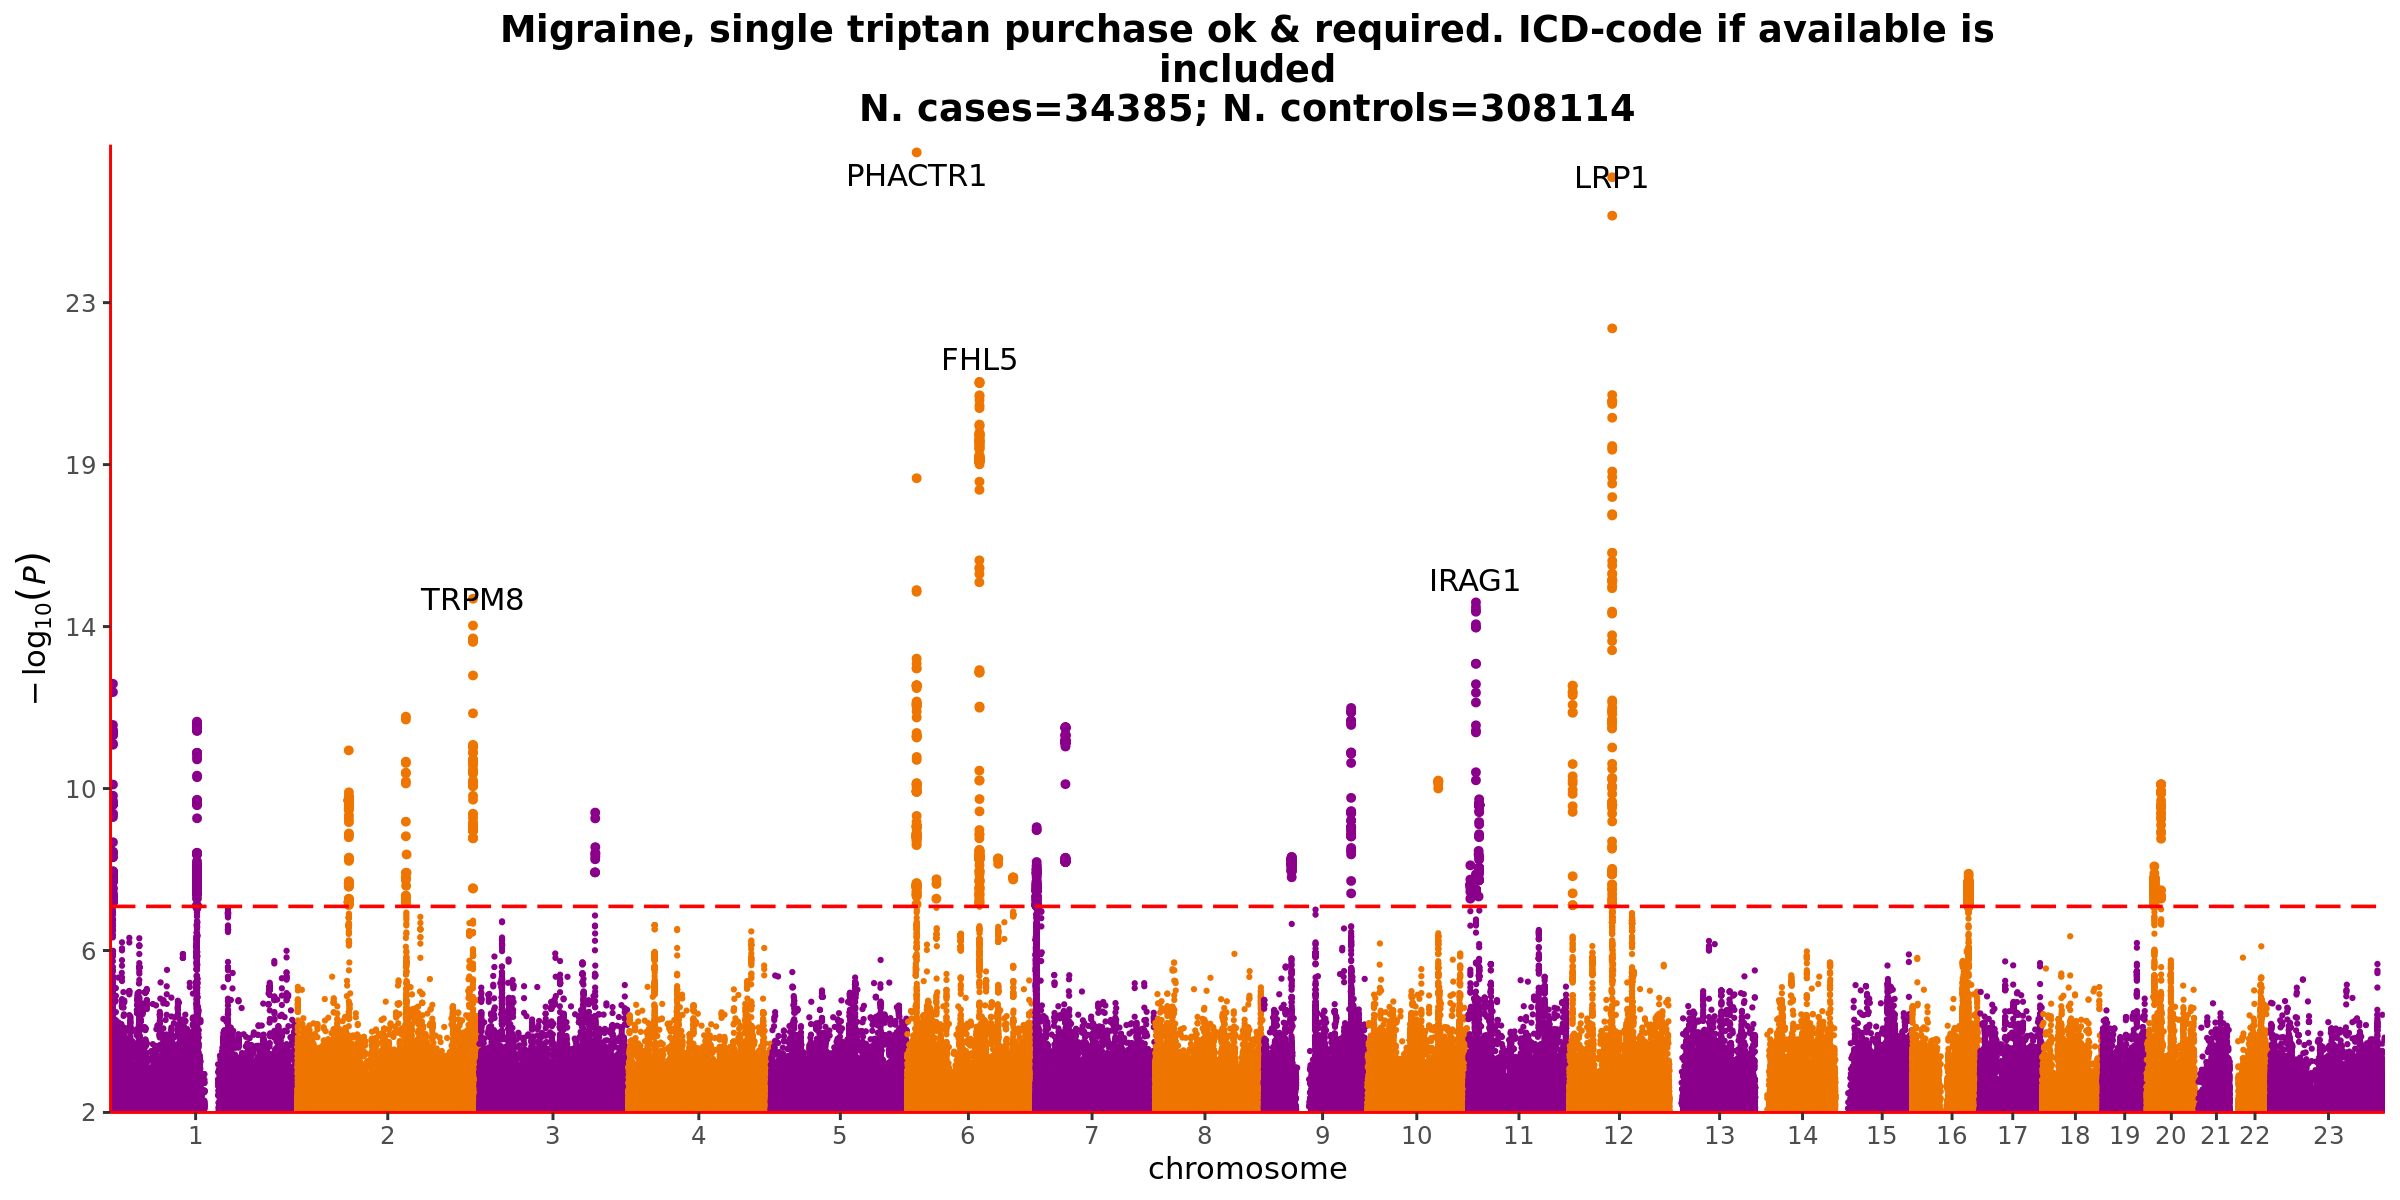 Migraine, single triptan purchase ok & required. ICD-code if available is
included
N. cases=34385; N. controls=308114
PHACTR1
LRP1
23
FHL5
19
IRAG1
TRPM8
14
−log10(P)
10
6
2
1 2 3 4 5 6 7 8 9 10 11 12 13 14 15 16 17 18 19 20 21 22 23
chromosome